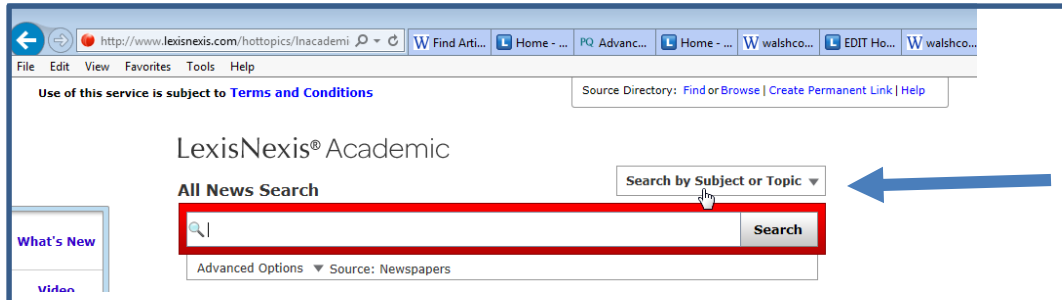 http://www.lexisnexis.com/hottopics/lnacademi
W Find Arti... L Home - ... PQ Advanc... L Home - ... W walshco... L EDIT Ho... W walshco...
File Edit View Favorites Tools Help
Use of this service is subject to Terms and Conditions
Source Directory: Find or Browse | Create Permanent Link | Help
LexisNexis® Academic
Search by Subject or Topic
All News Search
Search
What's New
Advanced Options Source: Newspapers
Video